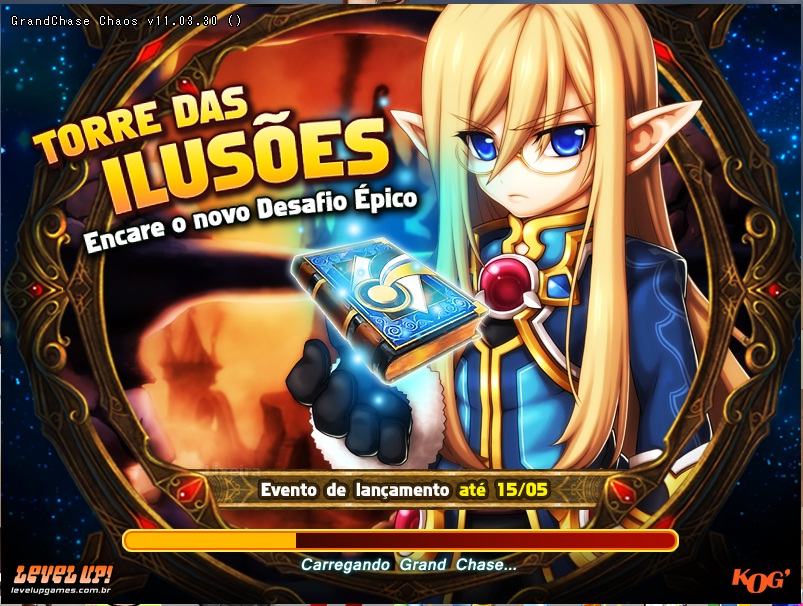 GrandChase Chaos v11.03.30 ()
TORRE DAS
ILUSÕES
Encare o novo Desafio Épico
Evento de lançamento até 15/05
Carregando Grand Chase...
LEVEL UP!
levelupgames.com.br
KOG'